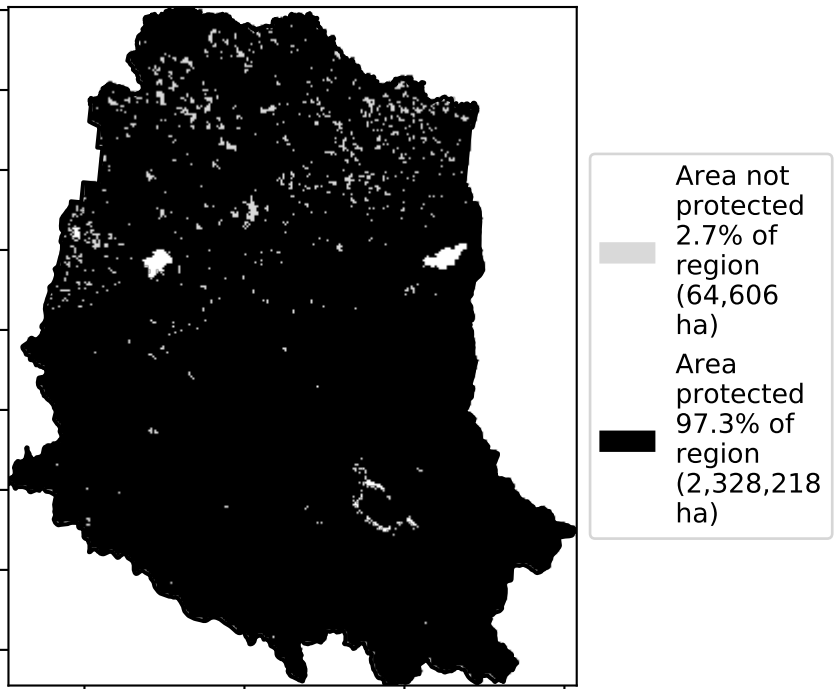 Area not
protected
2.7% of
region
(64,606
ha)
Area
protected
97.3% of
region
(2,328,218
ha)